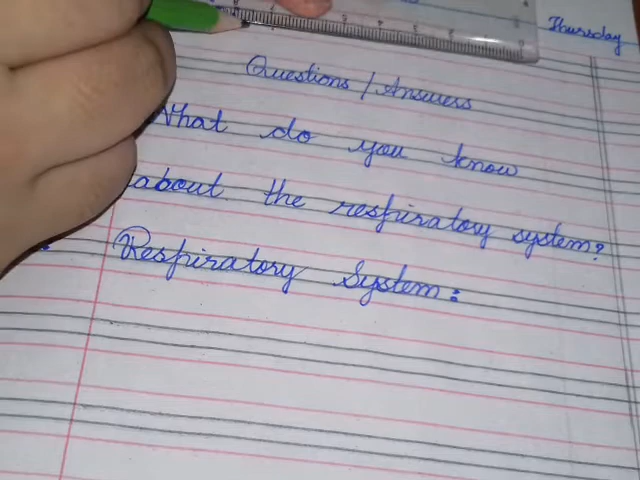 Thursday
Questions / Answers
What do you know
about the respiratory system?
Respiratory System: